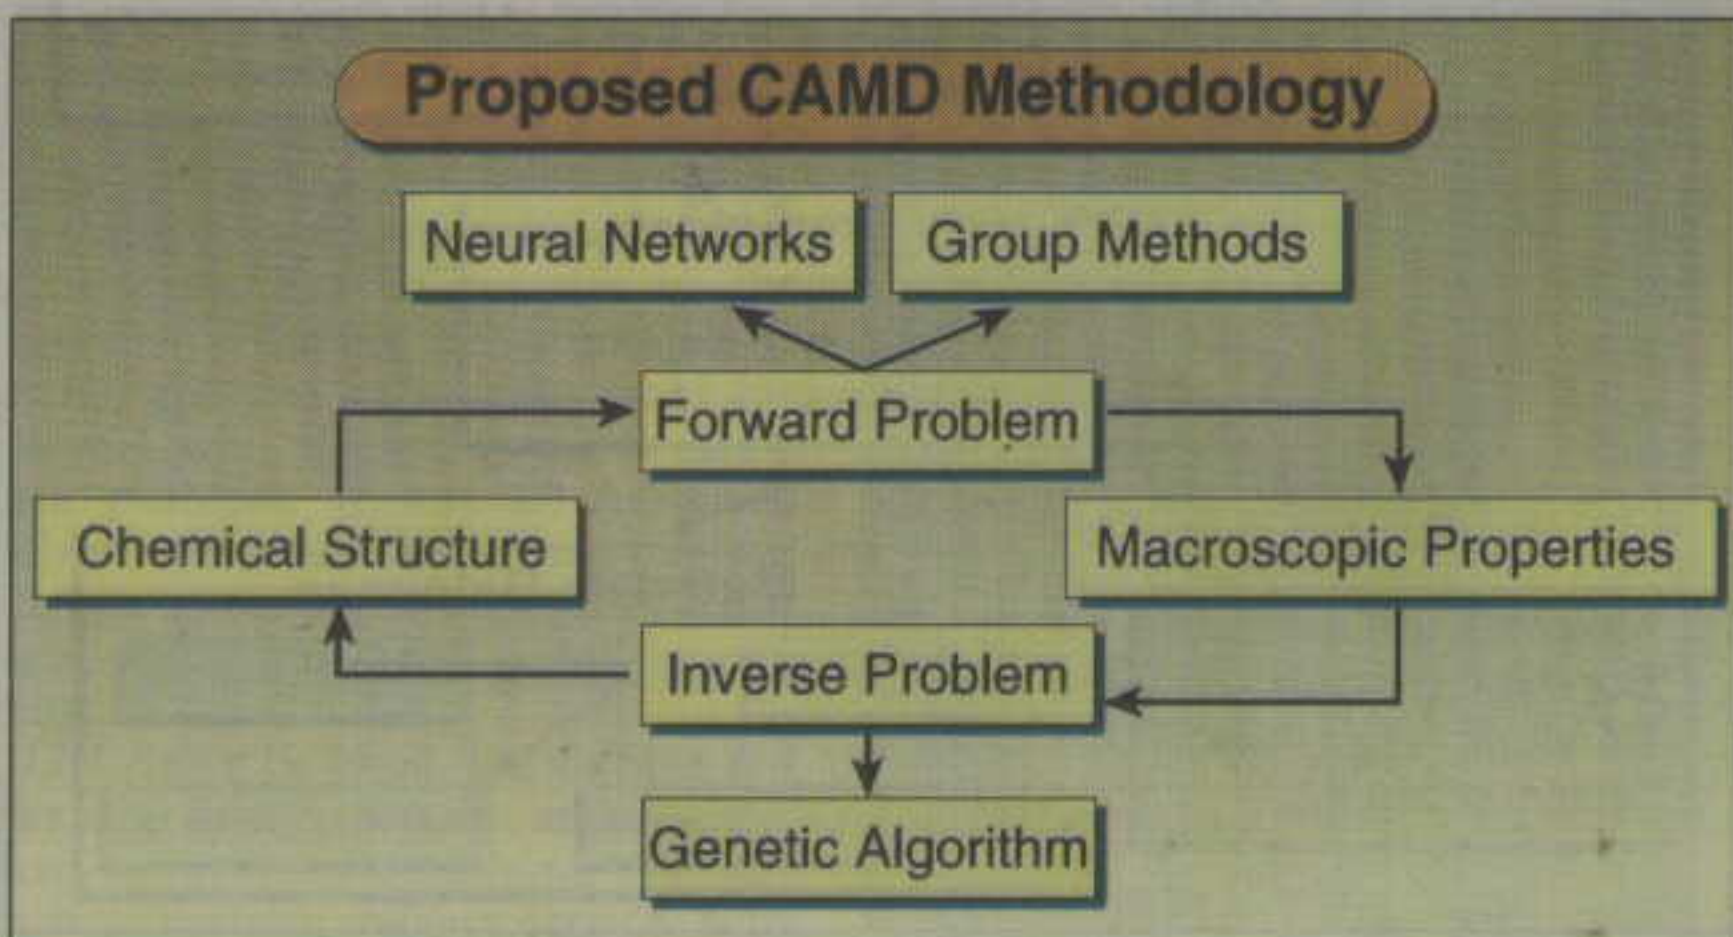 Proposed CAMD Methodology
Neural Networks
Group Methods
Forward Problem
Chemical Structure
Macroscopic Properties
Inverse Problem
Genetic Algorithm